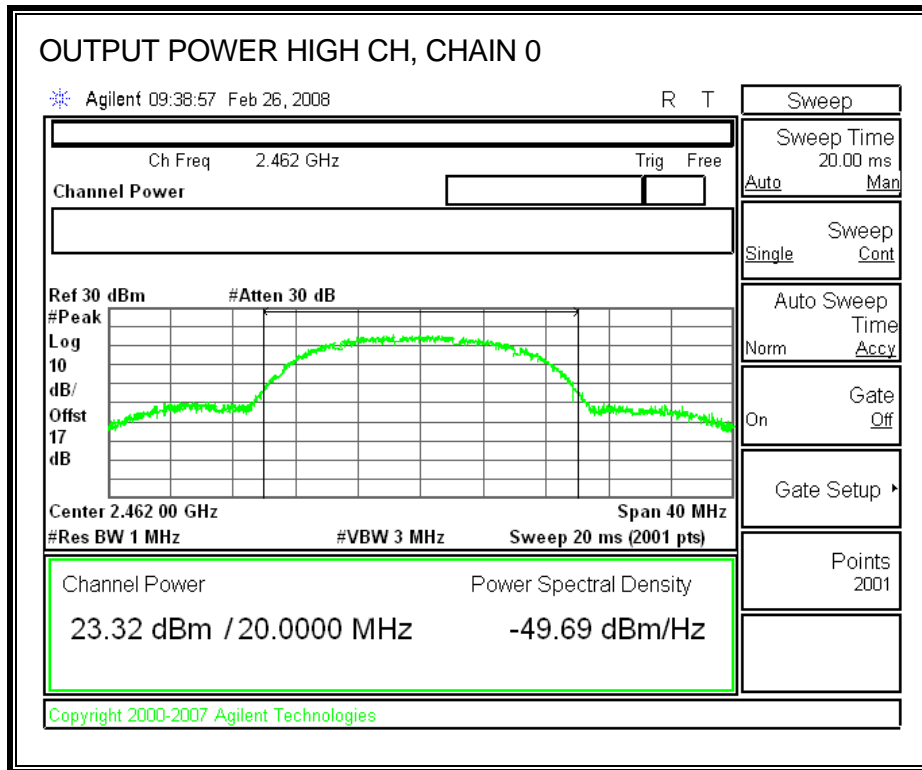 OUTPUT POWER HIGH CH, CHAIN 0
Agilent 09:38:57 Feb 26, 2008 R T
Ch Freq 2.462 GHz Trig Free
Channel Power
Ref 30 dBm #Atten 30 dB
#Peak
Log
10
dB/
Offst
17
dB
Center 2.462 00 GHz Span 40 MHz
#Res BW 1 MHz #VBW 3 MHz Sweep 20 ms (2001 pts)
Channel Power Power Spectral Density
23.32 dBm / 20.0000 MHz -49.69 dBm/Hz
Copyright 2000-2007 Agilent Technologies
Sweep
Sweep Time
20.00 ms
Auto Man
Sweep
Single Cont
Auto Sweep
Time
Norm Accy
Gate
On Off
Gate Setup
Points
2001